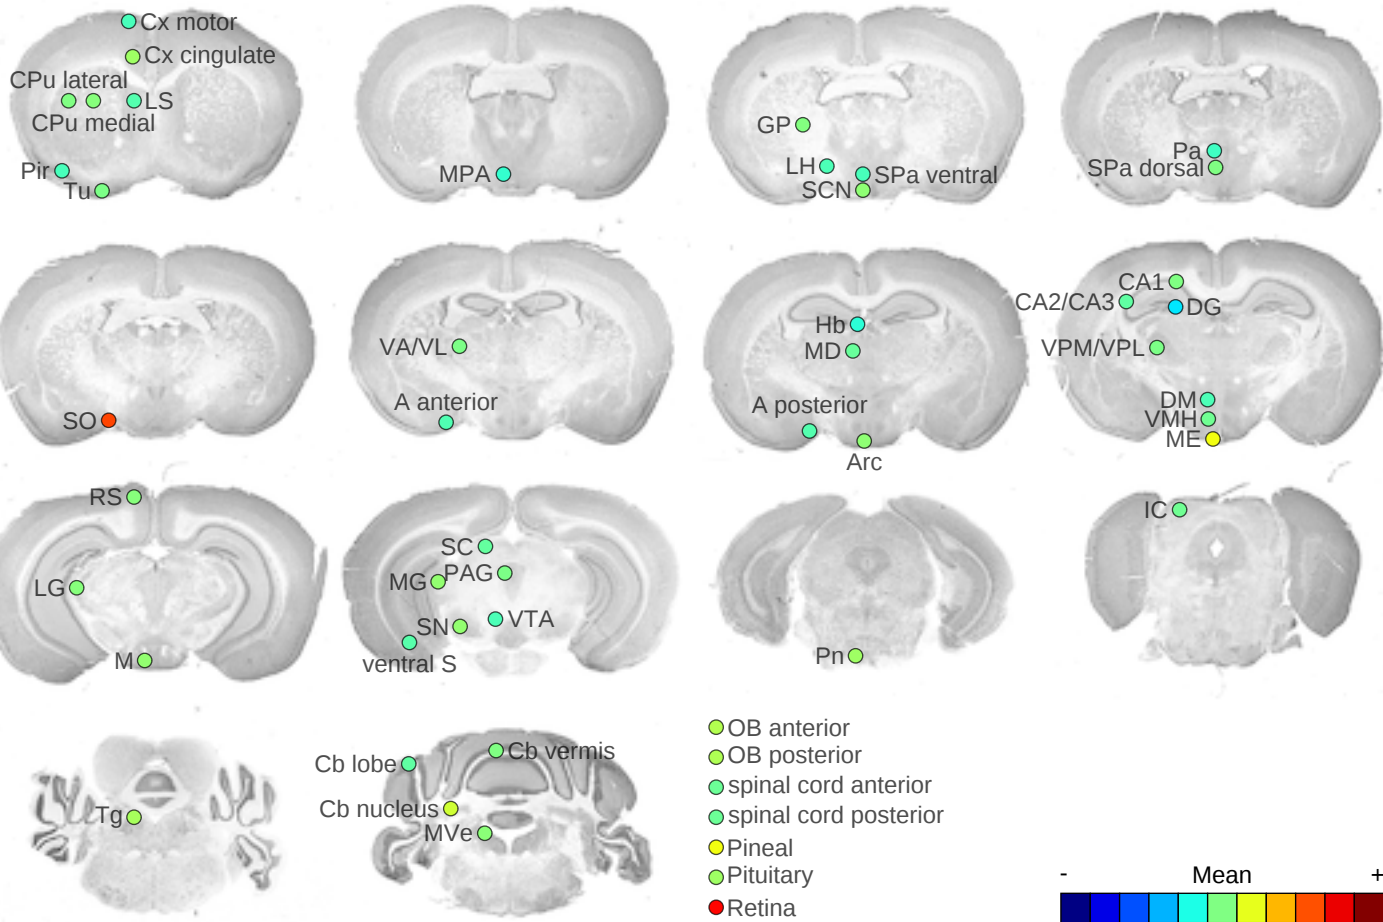 Cx motor
Cx cingulate
CPu lateral
LS
CPu medial
Pir
Tu
MPA
GP
LH
SPa ventral
SCN
Pa
SPa dorsal
SO
VA/VL
A anterior
Hb
MD
A posterior
Arc
CA1
CA2/CA3
DG
VPM/VPL
DM
VMH
ME
RS
LG
M
SC
MG
PAG
SN
VTA
ventral S
Pn
IC
Tg
Cb lobe
Cb vermis
Cb nucleus
MVe
OB anterior
OB posterior
spinal cord anterior
spinal cord posterior
Pineal
Pituitary
Retina
- Mean +